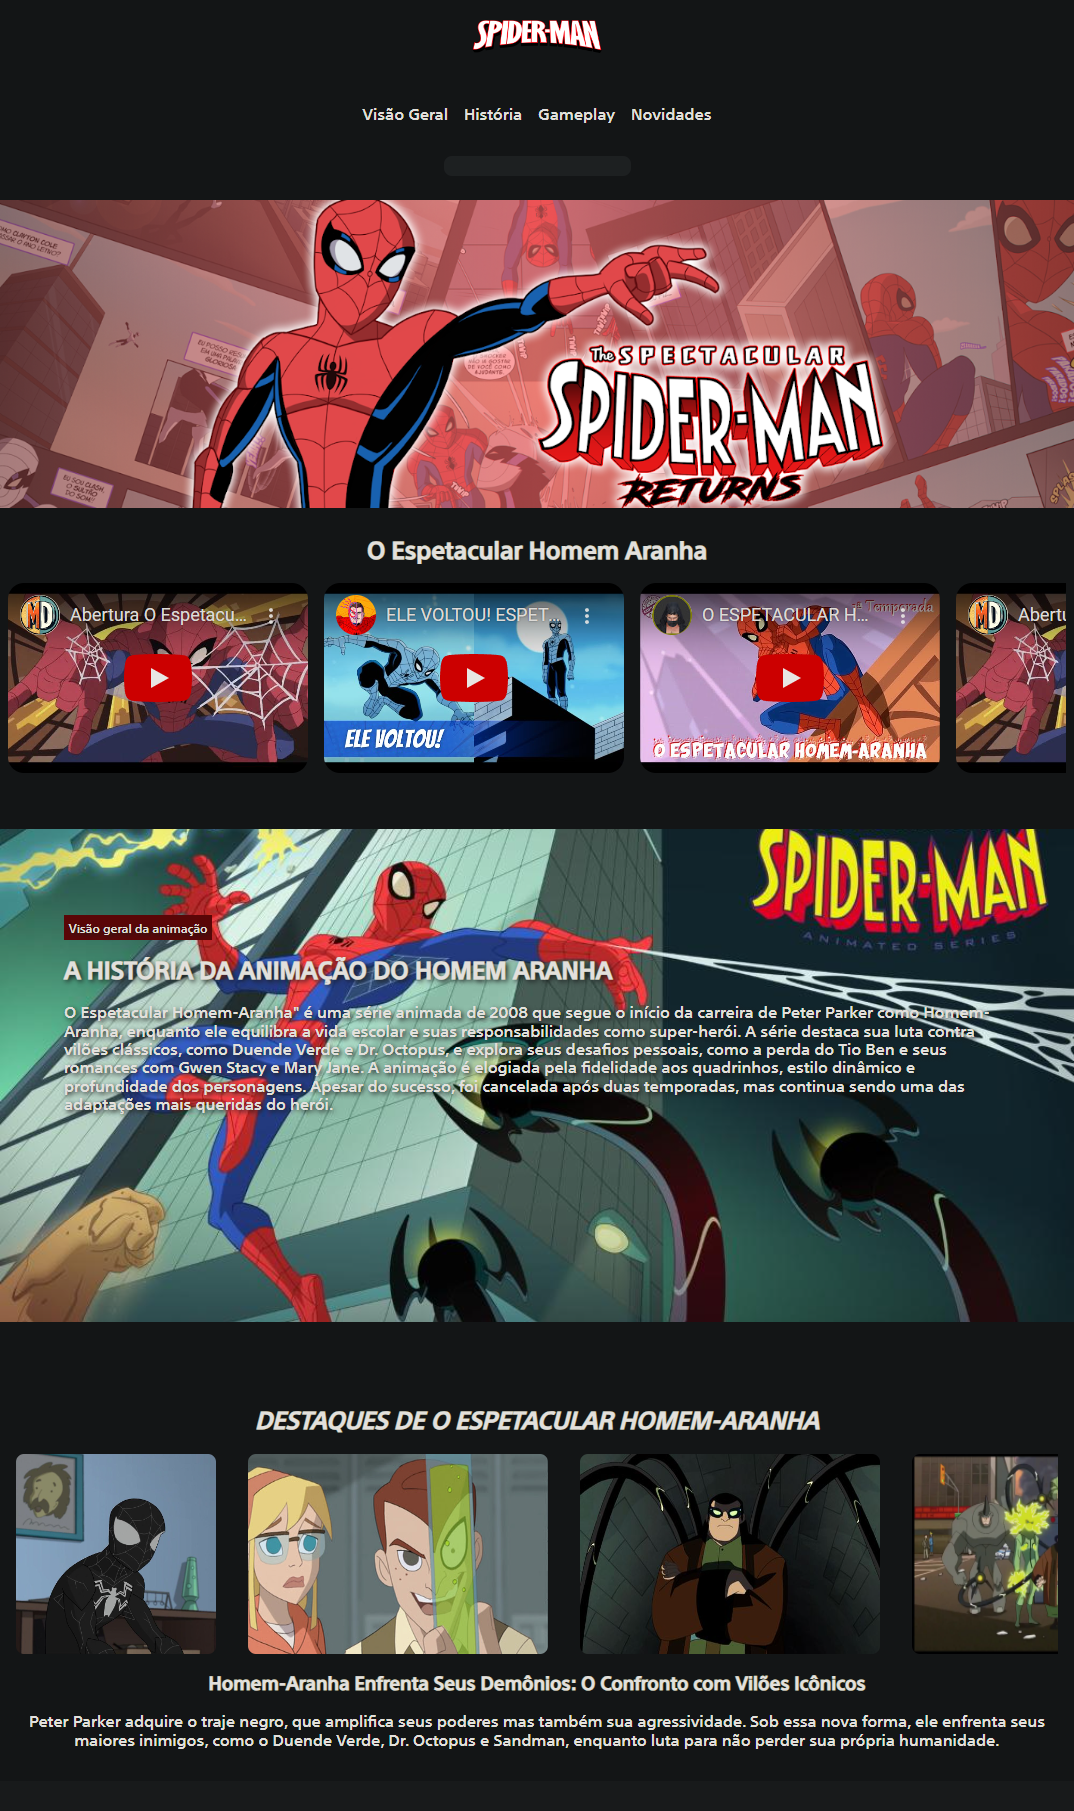 SPIDER-MAN
Visão Geral História Gameplay Novidades
EU SOU CLASH,
O SULTÃO
DO SOM!!
The SPECTACULAR
SPIDER-MAN
RETURNS
O Espetacular Homem Aranha
MD Abertura O Espetacu...
ELE VOLTOU! ESPET...
ELE VOLTOU!
O ESPETACULAR H...
Temporada
O ESPETACULAR HOMEM-ARANHA
MD Abertu
SPIDER-MAN
ANIMATED SERIES
Visão geral da animação
A HISTÓRIA DA ANIMAÇÃO DO HOMEM ARANHA
O Espetacular Homem-Aranha" é uma série animada de 2008 que segue o início da carreira de Peter Parker como Homem-
Aranha, enquanto ele equilibra a vida escolar e suas responsabilidades como super-herói. A série destaca sua luta contra
vilões clássicos, como Duende Verde e Dr. Octopus, e explora seus desafios pessoais, como a perda do Tio Ben e seus
romances com Gwen Stacy e Mary Jane. A animação é elogiada pela fidelidade aos quadrinhos, estilo dinâmico e
profundidade dos personagens. Apesar do sucesso, foi cancelada após duas temporadas, mas continua sendo uma das
adaptações mais queridas do herói.
DESTAQUES DE O ESPETACULAR HOMEM-ARANHA
Homem-Aranha Enfrenta Seus Demônios: O Confronto com Vilões Icônicos
Peter Parker adquire o traje negro, que amplifica seus poderes mas também sua agressividade. Sob essa nova forma, ele enfrenta seus
maiores inimigos, como o Duende Verde, Dr. Octopus e Sandman, enquanto luta para não perder sua própria humanidade.